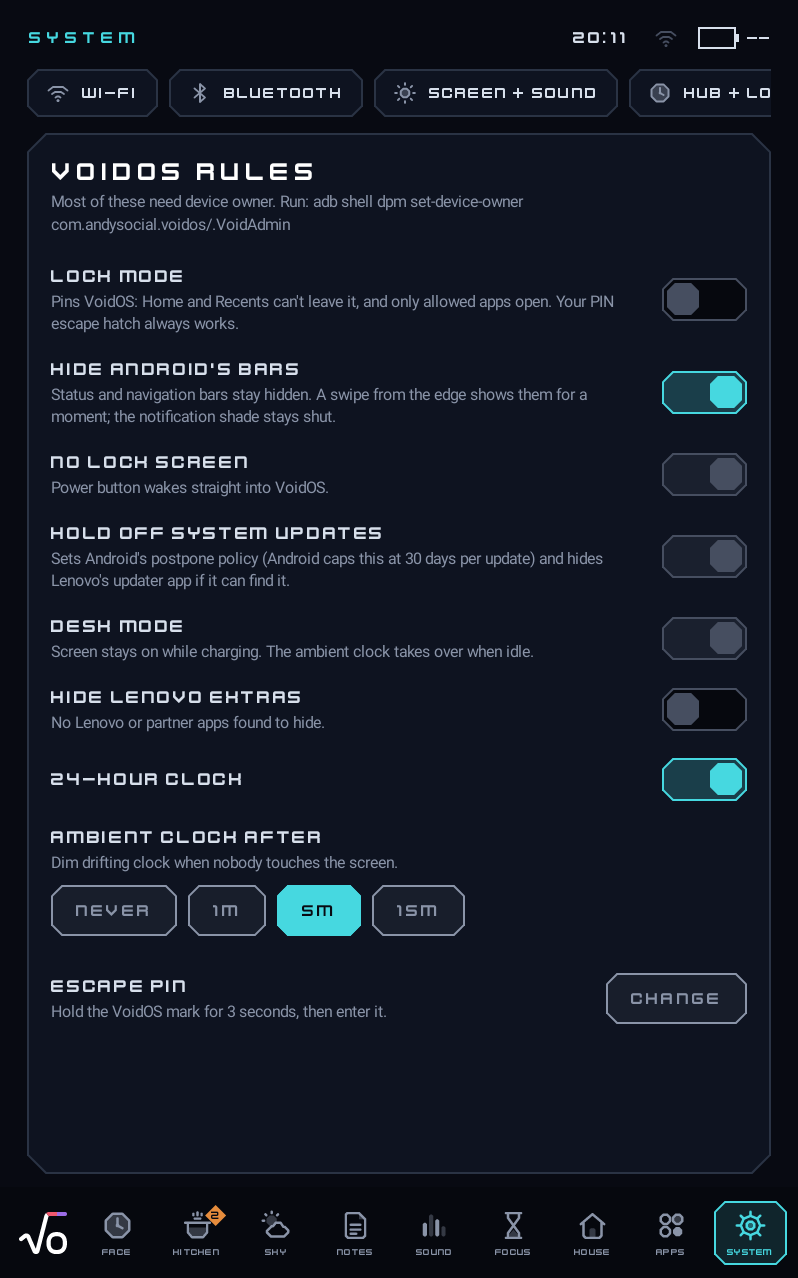 SYSTEM
20:11
--
WI-FI
BLUETOOTH
SCREEN + SOUND
HUB + LO
VOIDOS RULES
Most of these need device owner. Run: adb shell dpm set-device-owner
com.andysocial.voidos/.VoidAdmin
LOCK MODE
Pins VoidOS: Home and Recents can't leave it, and only allowed apps open. Your PIN
escape hatch always works.
HIDE ANDROID'S BARS
Status and navigation bars stay hidden. A swipe from the edge shows them for a
moment; the notification shade stays shut.
NO LOCK SCREEN
Power button wakes straight into VoidOS.
HOLD OFF SYSTEM UPDATES
Sets Android's postpone policy (Android caps this at 30 days per update) and hides
Lenovo's updater app if it can find it.
DESK MODE
Screen stays on while charging. The ambient clock takes over when idle.
HIDE LENOVO EXTRAS
No Lenovo or partner apps found to hide.
24-HOUR CLOCK
AMBIENT CLOCK AFTER
Dim drifting clock when nobody touches the screen.
NEVER
1M
5M
15M
ESCAPE PIN
Hold the VoidOS mark for 3 seconds, then enter it.
CHANGE
2
FACE
KITCHEN
SKY
NOTES
SOUND
FOCUS
HOUSE
APPS
SYSTEM